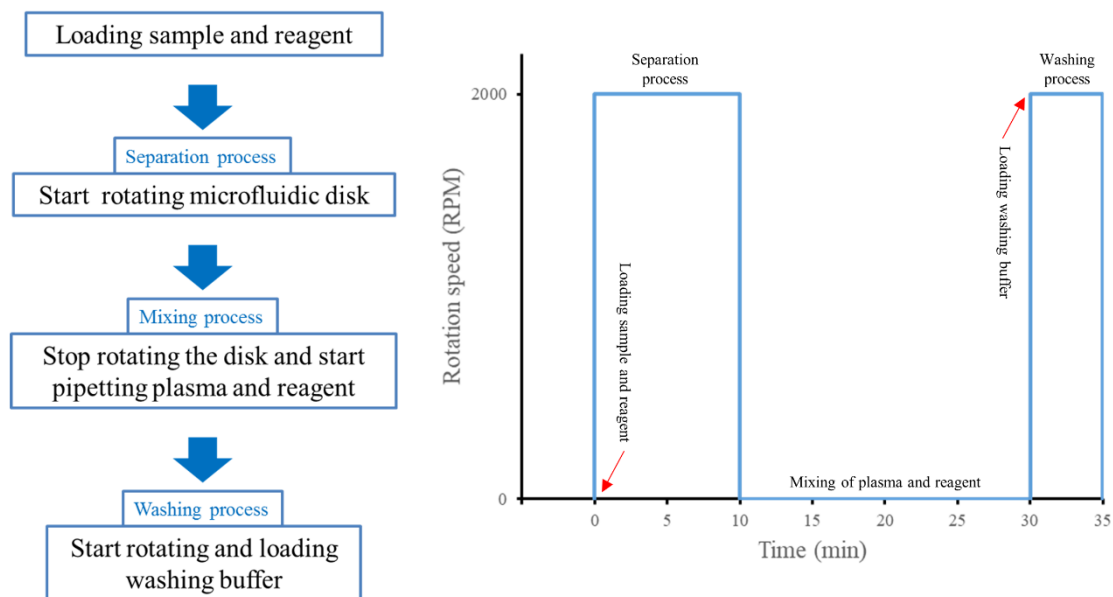 Loading sample and reagent
Separation process
Start rotating microfluidic disk
Mixing process
Stop rotating the disk and start
pipetting plasma and reagent
Washing process
Start rotating and loading
washing buffer
Separation
process
Washing
process
2000
Rotation speed (RPM)
Loading sample and reagent
Loading washing
buffer
Mixing of plasma and reagent
0
0
10
15
20
25
30
35
Time (min)